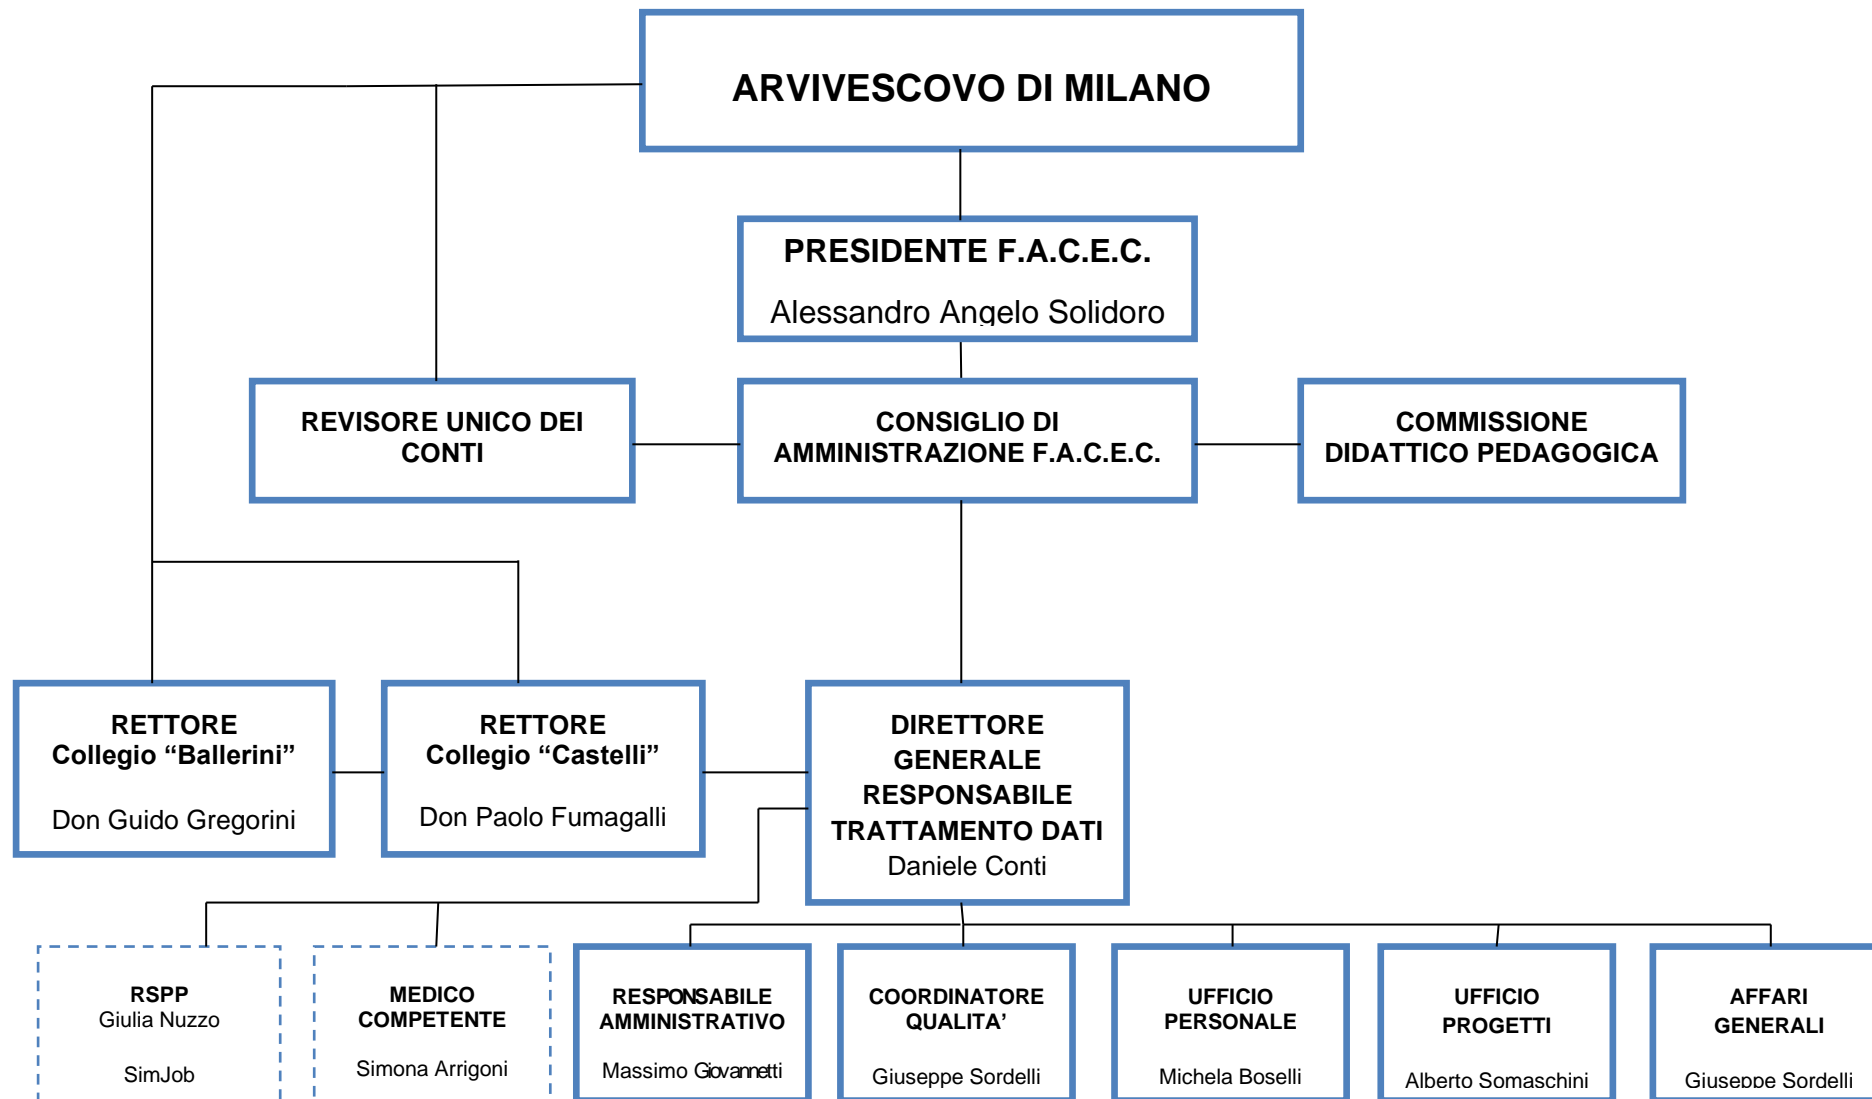 ARVIVESCOVO DI MILANO
PRESIDENTE F.A.C.E.C.
Alessandro Angelo Solidoro
REVISORE UNICO DEI
CONTI
CONSIGLIO DI
AMMINISTRAZIONE F.A.C.E.C.
COMMISSIONE
DIDATTICO PEDAGOGICA
RETTORE
Collegio “Ballerini”
Don Guido Gregorini
RETTORE
Collegio “Castelli”
Don Paolo Fumagalli
DIRETTORE
GENERALE
RESPONSABILE
TRATTAMENTO DATI
Daniele Conti
RSPP
Giulia Nuzzo
SimJob
MEDICO
COMPETENTE
Simona Arrigoni
RESPONSABILE
AMMINISTRATIVO
Massimo Giovannetti
COORDINATORE
QUALITA’
Giuseppe Sordelli
UFFICIO
PERSONALE
Michela Boselli
UFFICIO
PROGETTI
Alberto Somaschini
AFFARI
GENERALI
Giuseppe Sordelli